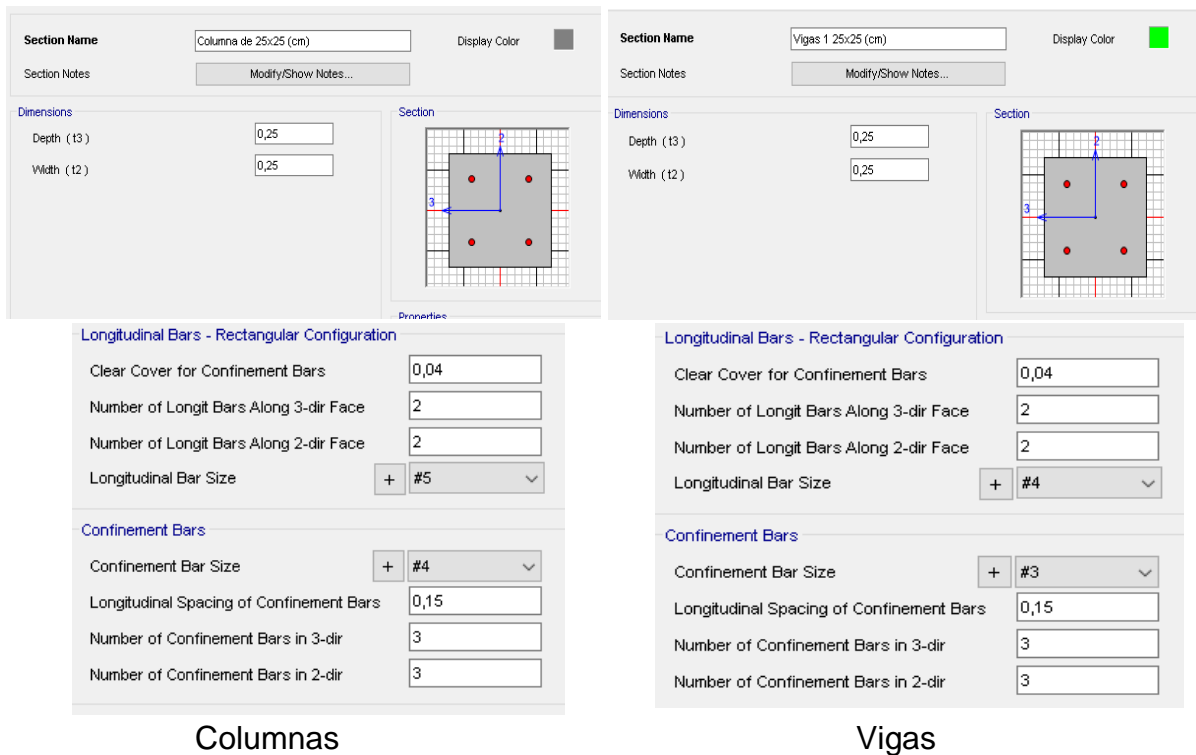 Section Name
Columna de 25x25 (cm)
Display Color
Section Notes
Modify/Show Notes...
Dimensions
Depth ( t3 )
0,25
Width ( t2 )
0,25
Section
2
3
Properties
Longitudinal Bars - Rectangular Configuration
Clear Cover for Confinement Bars
0,04
Number of Longit Bars Along 3-dir Face
2
Number of Longit Bars Along 2-dir Face
2
Longitudinal Bar Size
+
#5
Confinement Bars
Confinement Bar Size
+
#4
Longitudinal Spacing of Confinement Bars
0,15
Number of Confinement Bars in 3-dir
3
Number of Confinement Bars in 2-dir
3
Columnas
Section Name
Vigas 1 25x25 (cm)
Display Color
Section Notes
Modify/Show Notes...
Dimensions
Depth ( t3 )
0,25
Width ( t2 )
0,25
Section
2
3
Longitudinal Bars - Rectangular Configuration
Clear Cover for Confinement Bars
0,04
Number of Longit Bars Along 3-dir Face
2
Number of Longit Bars Along 2-dir Face
2
Longitudinal Bar Size
+
#4
Confinement Bars
Confinement Bar Size
+
#3
Longitudinal Spacing of Confinement Bars
0,15
Number of Confinement Bars in 3-dir
3
Number of Confinement Bars in 2-dir
3
Vigas